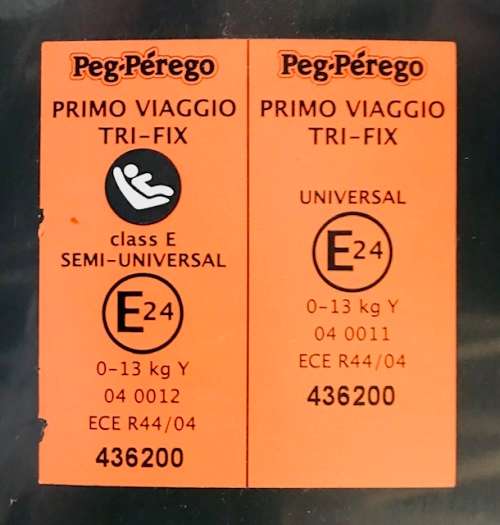 Peg-Pérego
PRIMO VIAGGIO
TRI-FIX
class E
SEMI-UNIVERSAL
E24
0-13 kg Y
04 0012
ECE R44/04
436200
Peg-Pérego
PRIMO VIAGGIO
TRI-FIX
UNIVERSAL
E24
0-13 kg Y
04 0011
ECE R44/04
436200